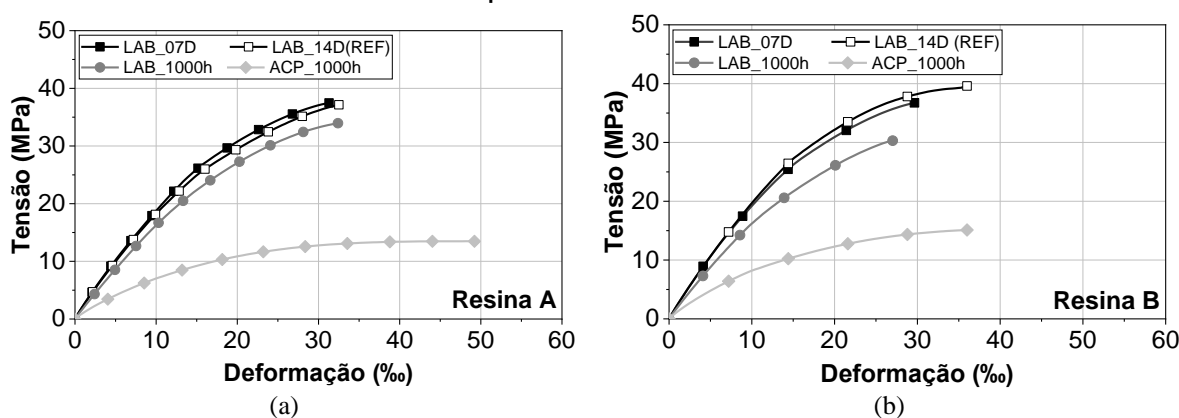 50
40
30
20
10
0
Tensão (MPa)
LAB_07D
LAB_14D(REF)
LAB_1000h
ACP_1000h
Resina A
0 10 20 30 40 50 60
Deformação (‰)
(a)
50
40
30
20
10
0
Tensão (MPa)
LAB_07D
LAB_14D (REF)
LAB_1000h
ACP_1000h
Resina B
0 10 20 30 40 50 60
Deformação (‰)
(b)